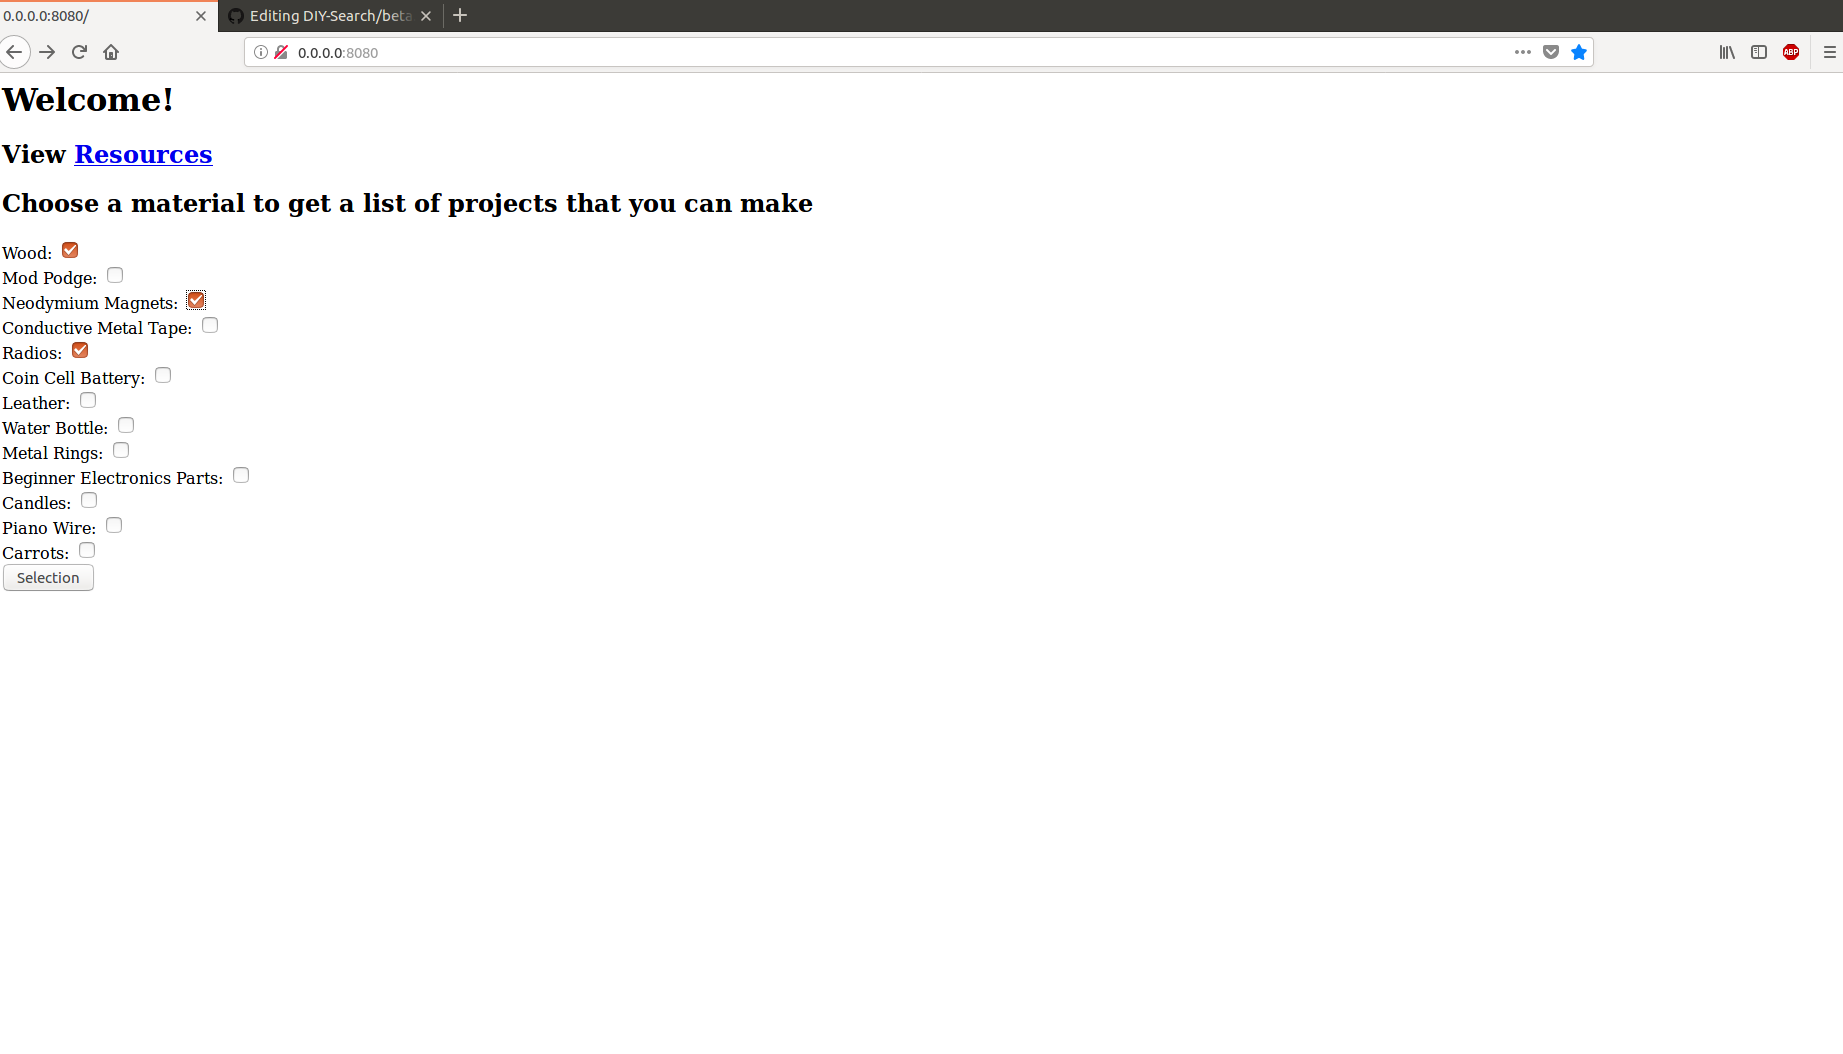 0.0.0.0:8080/
Editing DIY-Search/beta
0.0.0.0:8080
ABP
Welcome!
View Resources
Choose a material to get a list of projects that you can make
Wood:
Mod Podge:
Neodymium Magnets:
Conductive Metal Tape:
Radios:
Coin Cell Battery:
Leather:
Water Bottle:
Metal Rings:
Beginner Electronics Parts:
Candles:
Piano Wire:
Carrots:
Selection